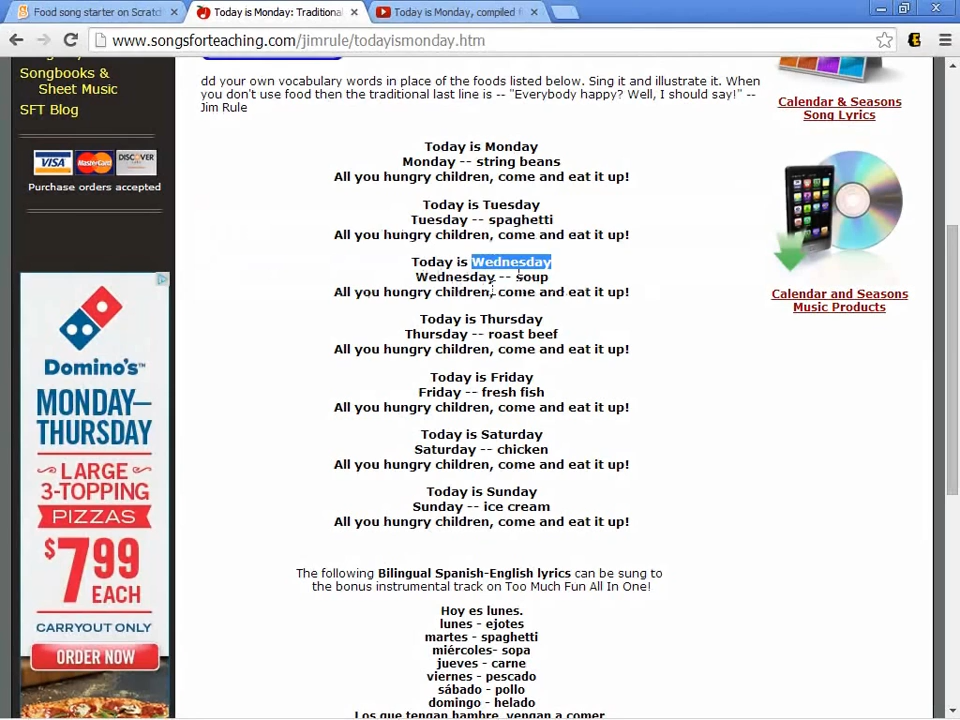 Food song starter on Scratc
Today is Monday: Traditiona
Today is Monday, compiled f
www.songsforteaching.com/jimrule/todayismonday.htm
Songbooks &
Sheet Music
SFT Blog
VISA
MasterCard
DISCOVER
Purchase orders accepted
Domino's™
MONDAY–
THURSDAY
LARGE
3-TOPPING
PIZZAS
$7.99
EACH
CARRYOUT ONLY
ORDER NOW
dd your own vocabulary words in place of the foods listed below. Sing it and illustrate it. When
you don't use food then the traditional last line is -- "Everybody happy? Well, I should say!" --
Jim Rule
Today is Monday
Monday -- string beans
All you hungry children, come and eat it up!
Today is Tuesday
Tuesday -- spaghetti
All you hungry children, come and eat it up!
Today is Wednesday
Wednesday -- soup
All you hungry children, come and eat it up!
Today is Thursday
Thursday -- roast beef
All you hungry children, come and eat it up!
Today is Friday
Friday -- fresh fish
All you hungry children, come and eat it up!
Today is Saturday
Saturday -- chicken
All you hungry children, come and eat it up!
Today is Sunday
Sunday -- ice cream
All you hungry children, come and eat it up!
The following Bilingual Spanish-English lyrics can be sung to
the bonus instrumental track on Too Much Fun All In One!
Hoy es lunes.
lunes - ejotes
martes - spaghetti
miércoles- sopa
jueves - carne
viernes - pescado
sábado - pollo
domingo - helado
Los que tengan hambre, vengan a comer
Calendar & Seasons
Song Lyrics
Calendar and Seasons
Music Products